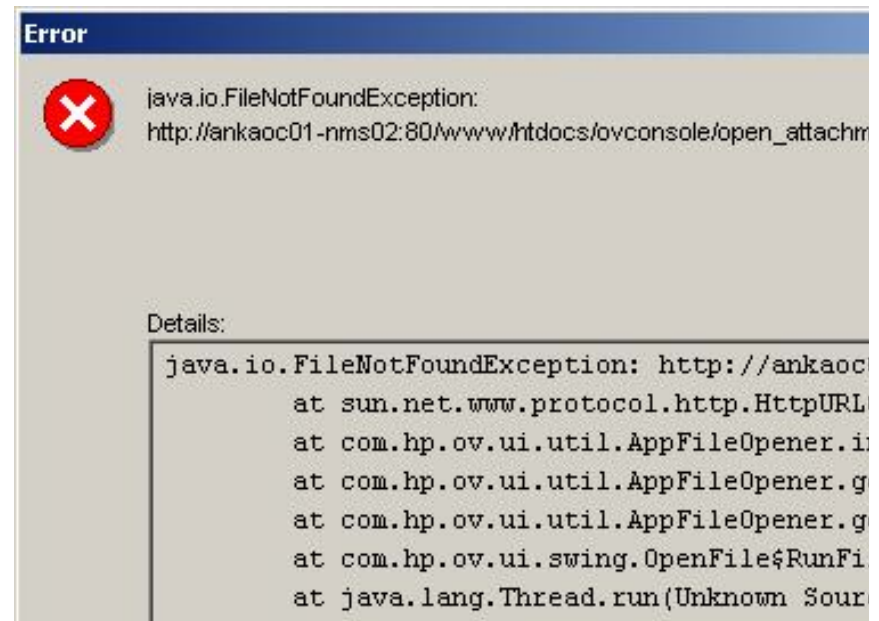 Error
java.io.FileNotFoundException:
http://ankaoc01-nms02:80/www/htdocs/ovconsole/open_attachm
Details:
java.io.FileNotFoundException: http://ankaoc
at sun.net.www.protocol.http.HttpURL
at com.hp.ov.ui.util.AppFileOpener.i
at com.hp.ov.ui.util.AppFileOpener.g
at com.hp.ov.ui.util.AppFileOpener.g
at com.hp.ov.ui.swing.OpenFile$RunFi
at java.lang.Thread.run(Unknown Sour